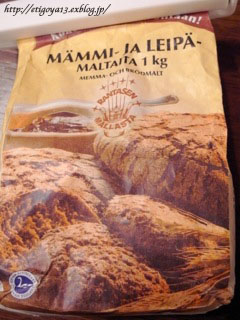 http://etigoya13.exblog.jp/
MÄMMI- JA LEIPÄ-
MALTAITA 1 kg
MEMMA- OCH BRÖDMALT